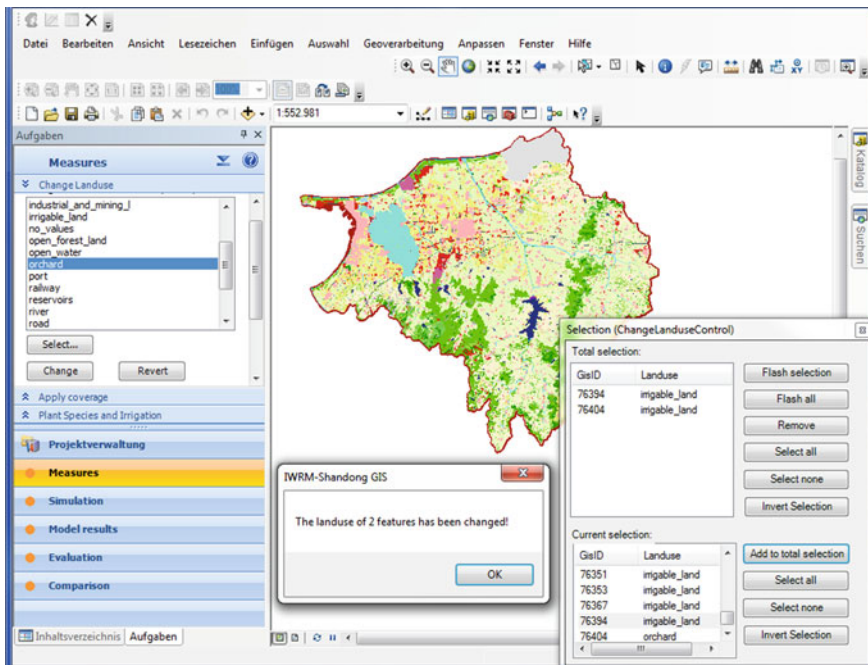 Datei Bearbeiten Ansicht Lesezeichen Einfügen Auswahl Geoverarbeitung Anpassen Fenster Hilfe
1:552.981
Aufgaben
Measures
Change Landuse
industrial_and_mining_l
irrigable_land
no_values
open_forest_land
open_water
orchard
port
railway
reservoirs
river
road
Select...
Change Revert
Apply coverage
Plant Species and Irrigation
Projektverwaltung
Measures
Simulation
Model results
Evaluation
Comparison
Inhaltsverzeichnis Aufgaben
Katalog
Suchen
IWRM-Shandong GIS
The landuse of 2 features has been changed!
OK
Selection (ChangeLanduseControl)
Total selection:
GisID Landuse
76394 irrigable_land
76404 irrigable_land
Flash selection
Flash all
Remove
Select all
Select none
Invert Selection
Current selection:
GisID Landuse
76351 irrigable_land
76353 irrigable_land
76367 irrigable_land
76394 irrigable_land
76404 orchard
Add to total selection
Select all
Select none
Invert Selection